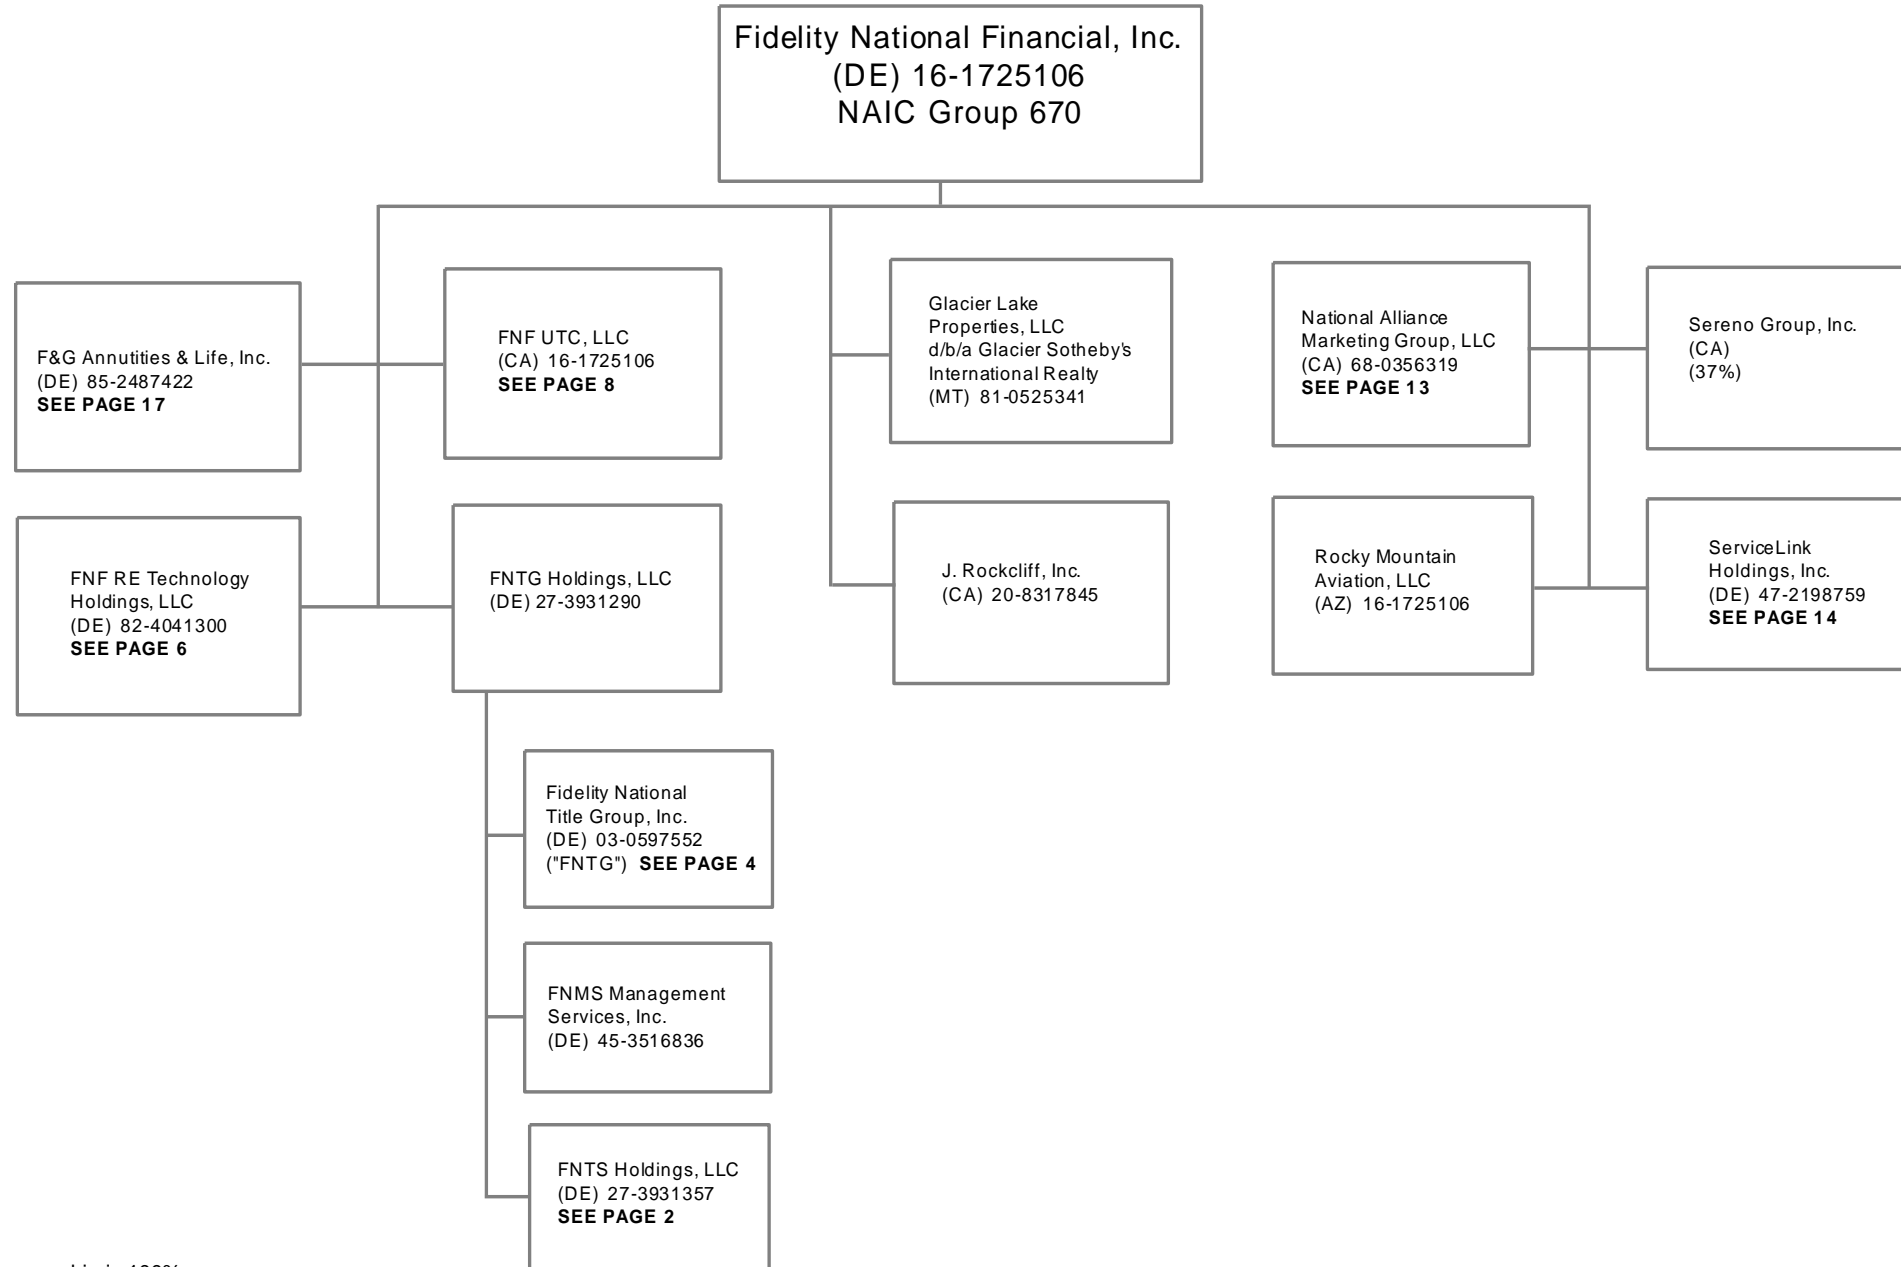 Fidelity National Financial, Inc.
(DE) 16-1725106
NAIC Group 670
F&G Annutities & Life, Inc.
(DE) 85-2487422
SEE PAGE 17
FNF UTC, LLC
(CA) 16-1725106
SEE PAGE 8
Glacier Lake
Properties, LLC
d/b/a Glacier Sotheby's
International Realty
(MT) 81-0525341
National Alliance
Marketing Group, LLC
(CA) 68-0356319
SEE PAGE 13
Sereno Group, Inc.
(CA)
(37%)
FNF RE Technology
Holdings, LLC
(DE) 82-4041300
SEE PAGE 6
FNTG Holdings, LLC
(DE) 27-3931290
J. Rockcliff, Inc.
(CA) 20-8317845
Rocky Mountain
Aviation, LLC
(AZ) 16-1725106
ServiceLink
Holdings, Inc.
(DE) 47-2198759
SEE PAGE 14
Fidelity National
Title Group, Inc.
(DE) 03-0597552
("FNTG") SEE PAGE 4
FNMS Management
Services, Inc.
(DE) 45-3516836
FNTS Holdings, LLC
(DE) 27-3931357
SEE PAGE 2